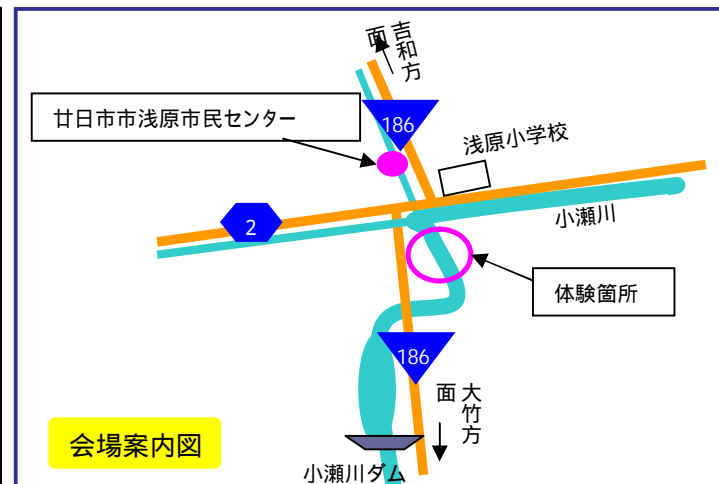 吉和方面
廿日市市浅原市民センター
186
浅原小学校
2
小瀬川
体験箇所
186
大竹方面
会場案内図
小瀬川ダム